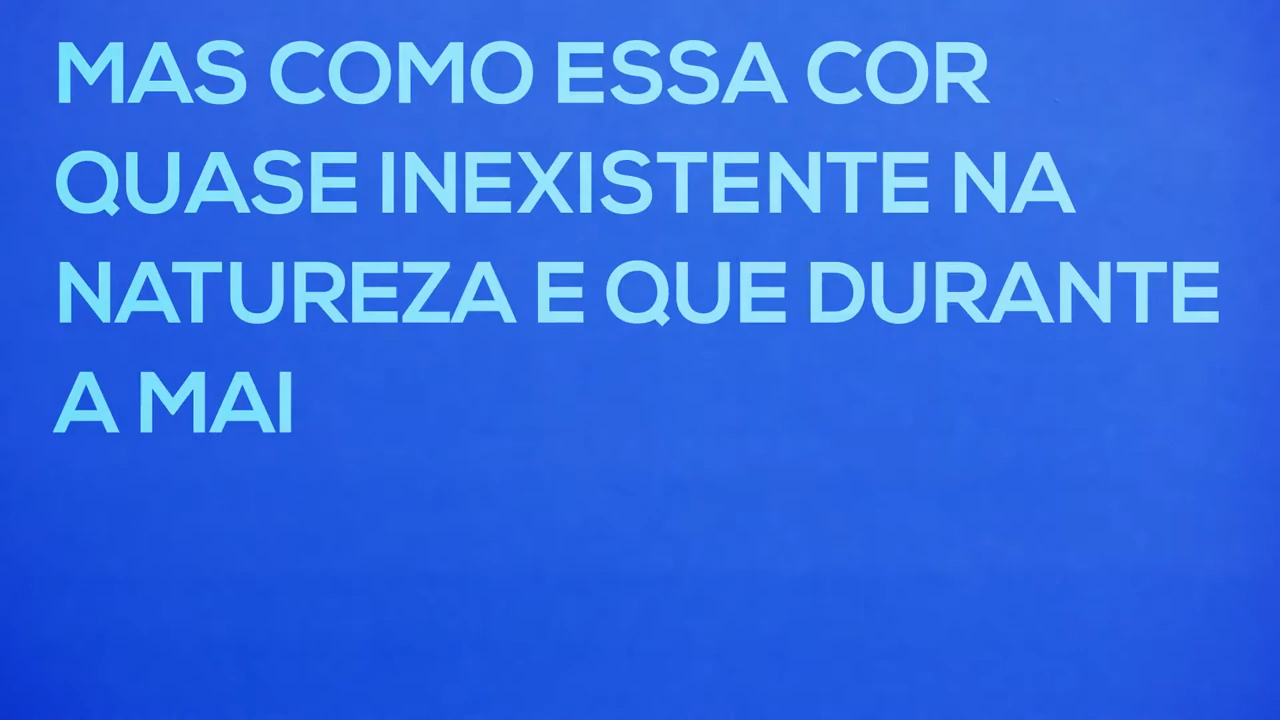 MAS COMO ESSA COR
QUASE INEXISTENTE NA
NATUREZA E QUE DURANTE
A MAI